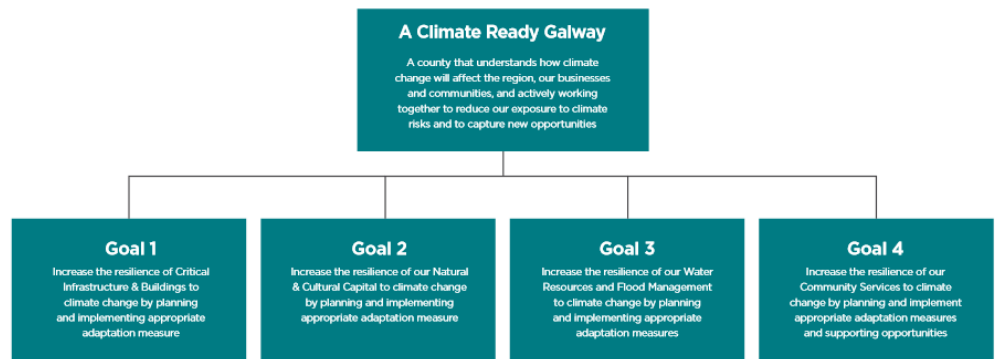 A Climate Ready Galway
A county that understands how climate
change will affect the region, our businesses
and communities, and actively working
together to reduce our exposure to climate
risks and to capture new opportunities
Goal 1
Increase the resilience of Critical
Infrastructure & Buildings to
climate change by planning
and implementing appropriate
adaptation measure
Goal 2
Increase the resilience of our Natural
& Cultural Capital to climate change
by planning and implementing
appropriate adaptation measure
Goal 3
Increase the resilience of our Water
Resources and Flood Management
to climate change by planning
and implementing appropriate
adaptation measures
Goal 4
Increase the resilience of our
Community Services to climate
change by planning and implement
appropriate adaptation measures
and supporting opportunities